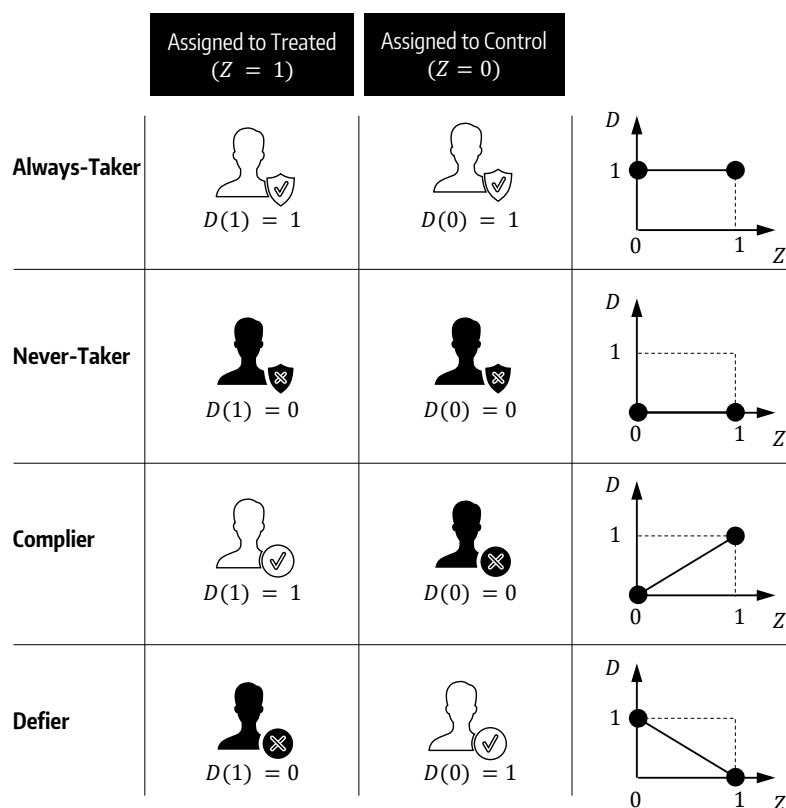 Assigned to Treated
(Z = 1)
Assigned to Control
(Z = 0)
Always-Taker
D(1) = 1
D(0) = 1
D
1
0
1
Z
Never-Taker
D(1) = 0
D(0) = 0
D
1
0
1
Z
Complier
D(1) = 1
D(0) = 0
D
1
0
1
Z
Defier
D(1) = 0
D(0) = 1
D
1
0
1
Z